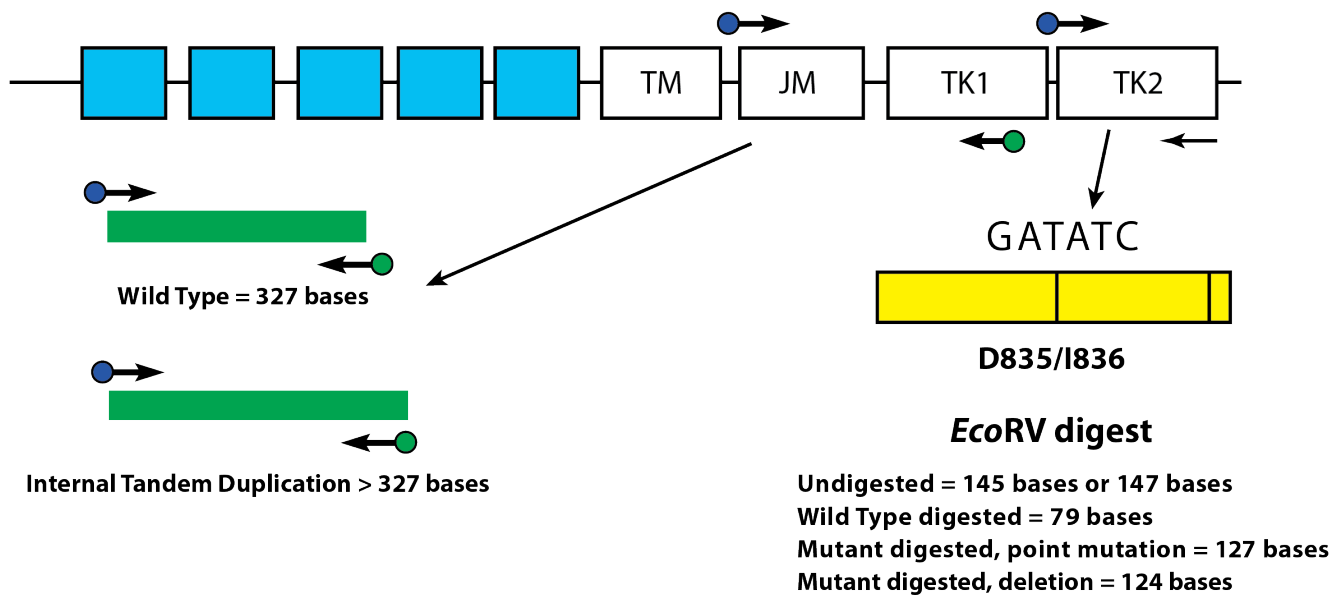 TM
JM
TK1
TK2
GATATC
Wild Type = 327 bases
D835/I836
EcoRV digest
Internal Tandem Duplication > 327 bases
Undigested = 145 bases or 147 bases
Wild Type digested = 79 bases
Mutant digested, point mutation = 127 bases
Mutant digested, deletion = 124 bases